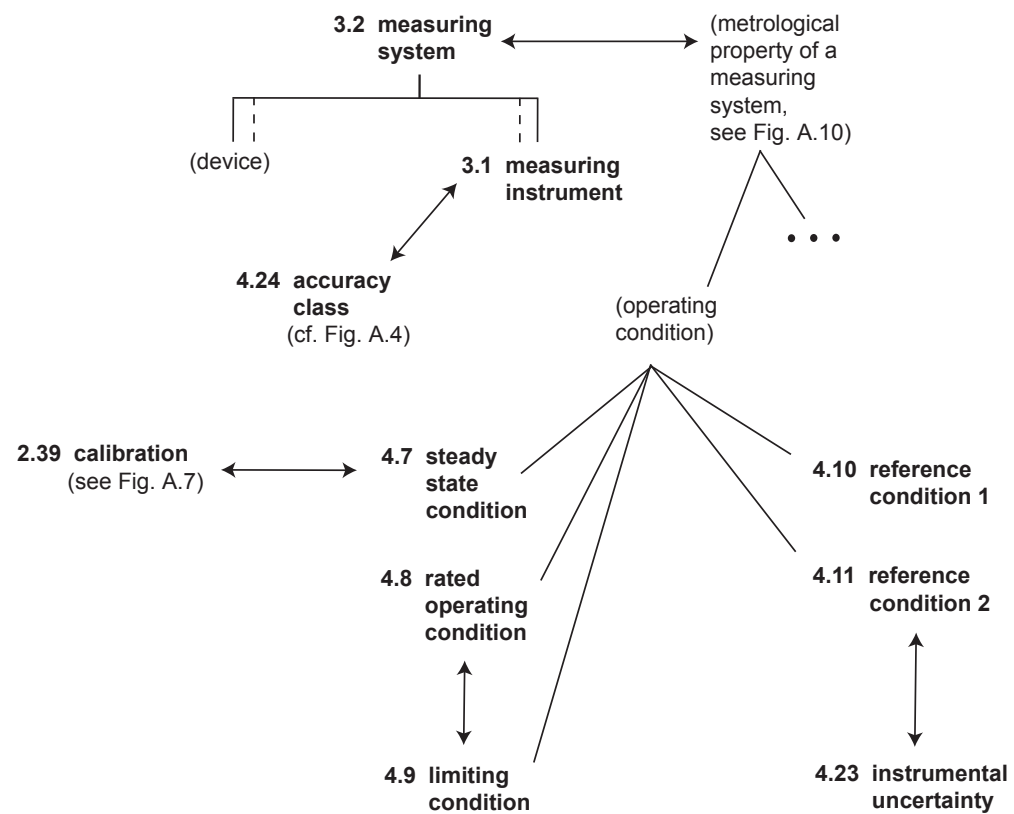 3.2 measuring
system
(metrological
property of a
measuring
system,
see Fig. A.10)
(device)
3.1 measuring
instrument
4.24 accuracy
class
(cf. Fig. A.4)
(operating
condition)
2.39 calibration
(see Fig. A.7)
4.7 steady
state
condition
4.10 reference
condition 1
4.8 rated
operating
condition
4.11 reference
condition 2
4.9 limiting
condition
4.23 instrumental
uncertainty